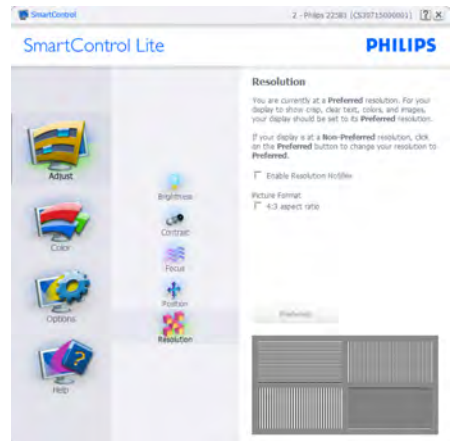 SmartControl
2 - Philips 225B1 (CS30715000001)
? x
SmartControl Lite
PHILIPS
Resolution
You are currently at a Preferred resolution. For your
display to show crisp, clear text, colors, and images,
your display should be set to its Preferred resolution.
If your display is at a Non-Preferred resolution, click
on the Preferred button to change your resolution to
Preferred.
Enable Resolution Notifier
Picture Format
4:3 aspect ratio
Preferred
Adjust
Color
Options
Help
Brightness
Contrast
Focus
Position
Resolution